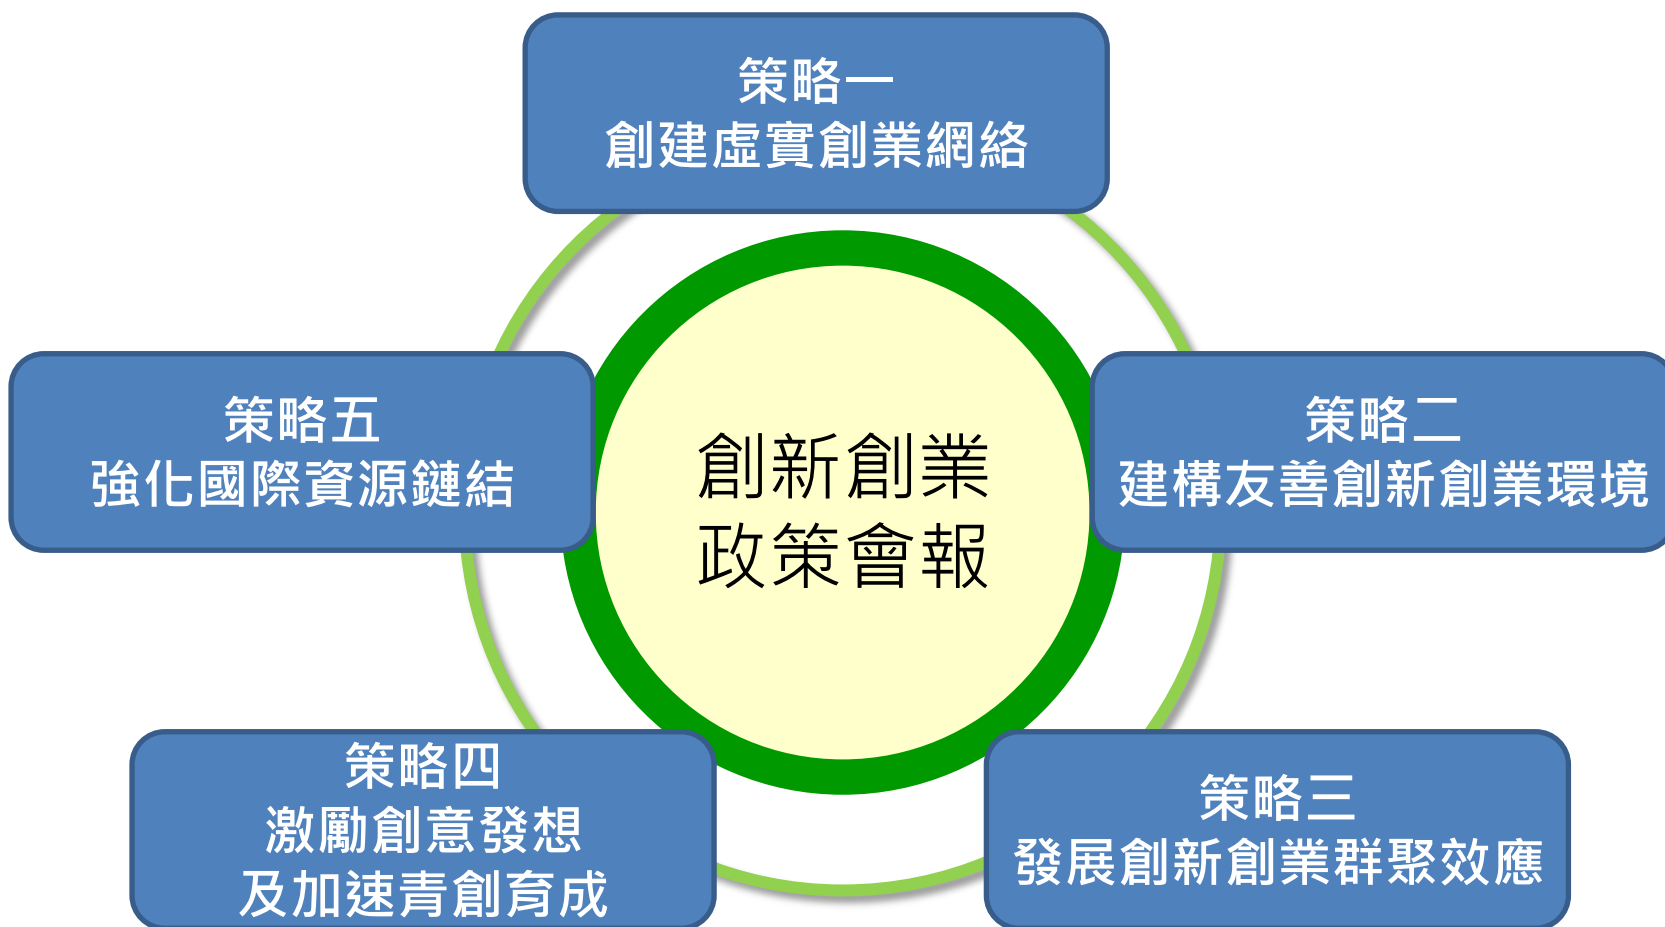 策略一
創建虛實創業網絡
策略五
強化國際資源鏈結
創新創業
政策會報
策略二
建構友善創新創業環境
策略四
激勵創意發想
及加速青創育成
策略三
發展創新創業群聚效應